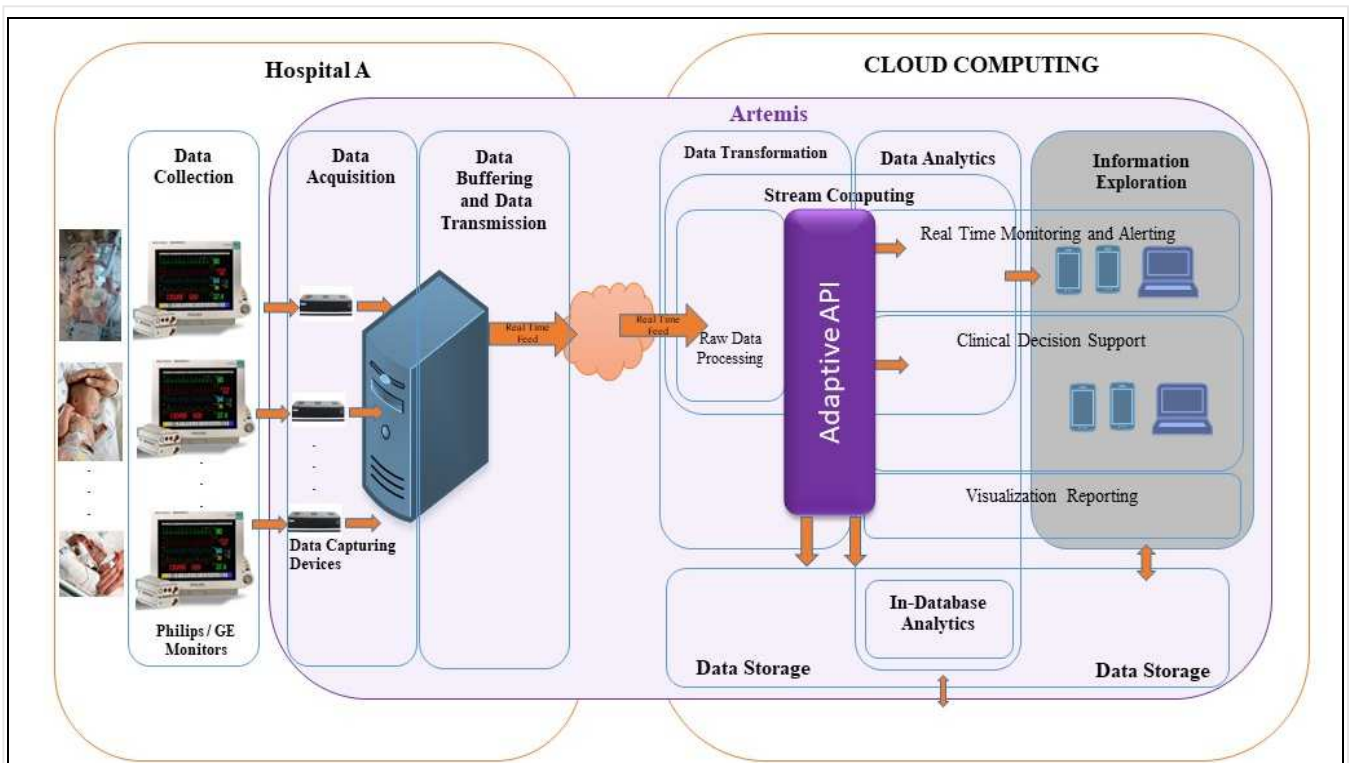 Hospital A
CLOUD COMPUTING
Artemis
Data
Collection
Data
Acquisition
Data
Buffering
and Data
Transmission
Data Transformation
Data Analytics
Information
Exploration
Stream Computing
Real Time Monitoring and Alerting
Real Time
Feed
Real Time
Feed
Raw Data
Processing
Adaptive API
Clinical Decision Support
Visualization Reporting
Data Capturing
Devices
Philips / GE
Monitors
In-Database
Analytics
Data Storage
Data Storage